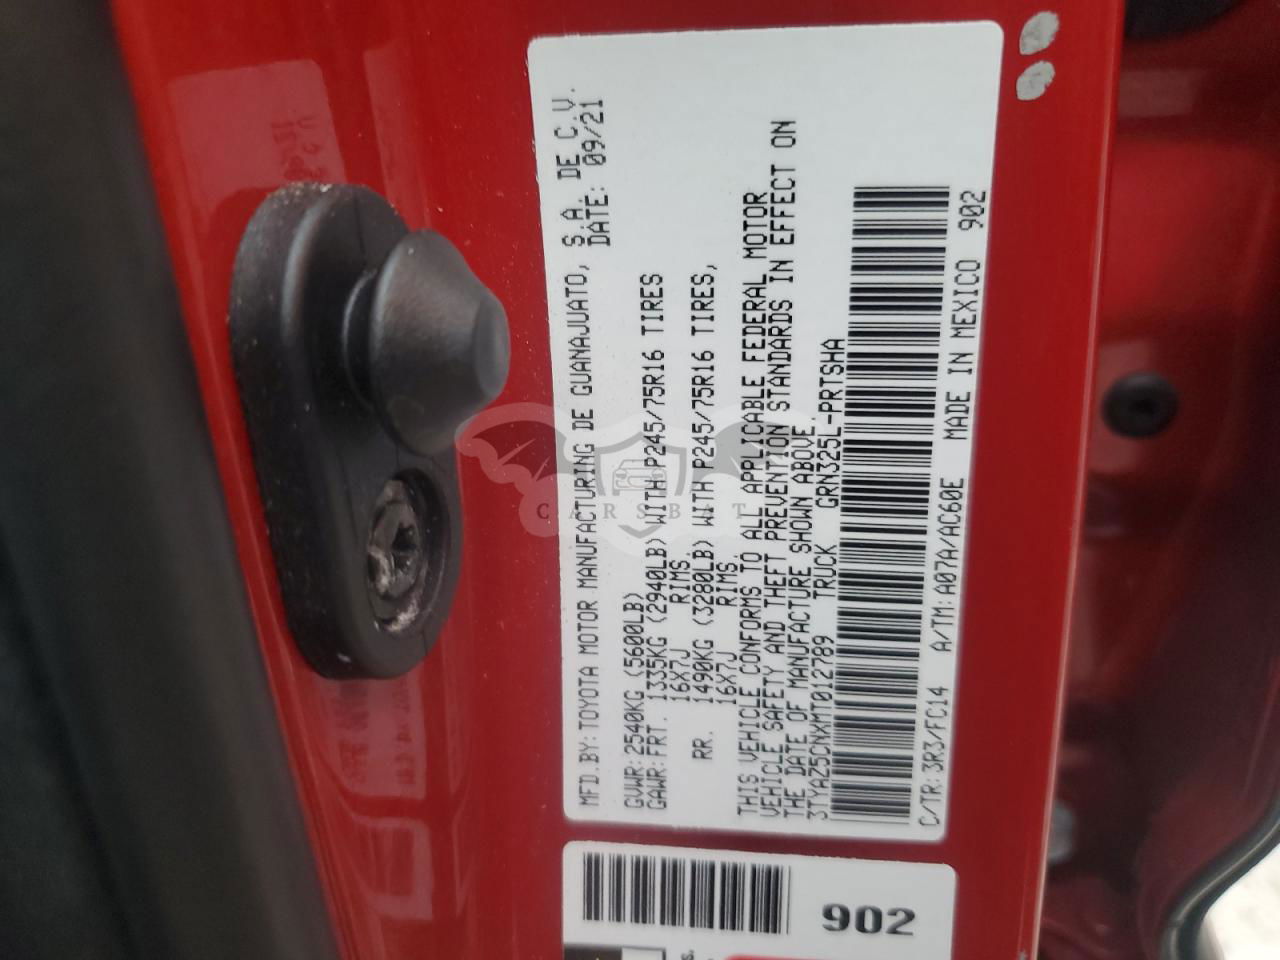 MFD.BY: TOYOTA MOTOR MANUFACTURING DE GUANAJUATO, S.A. DE C.V.
DATE: 09/21
GVWR: 2540KG (5600LB)
GAWR: FRT. 1335KG (2940LB) WITH P245/75R16 TIRES
16X7J RIMS.
RR. 1490KG (3280LB) WITH P245/75R16 TIRES,
16X7J RIMS.
THIS VEHICLE CONFORMS TO ALL APPLICABLE FEDERAL MOTOR
VEHICLE SAFETY AND THEFT PREVENTION STANDARDS IN EFFECT ON
THE DATE OF MANUFACTURE SHOWN ABOVE.
3TYAZ5CNXMT012789 TRUCK GRN325L-PRTSHA
C/TR: 3R3/FC14 A/TM: A07A/AC60E MADE IN MEXICO 902
902
CARSBAT